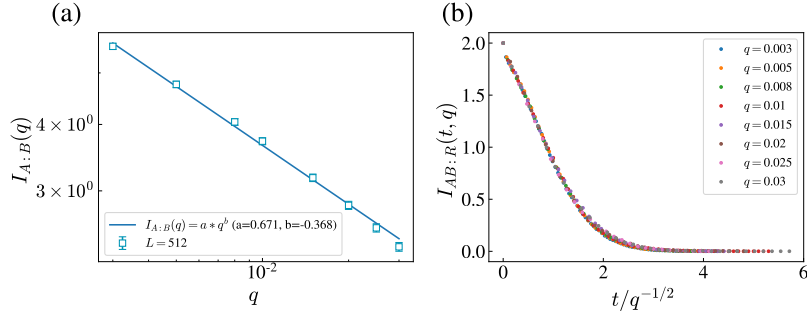 (a)
I_{A:B}(q)
4 × 10^0
3 × 10^0
I_{A:B}(q) = a * q^b (a=0.671, b=-0.368)
L = 512
10^{-2}
q
(b)
I_{AB:R}(t, q)
2.0
1.5
1.0
0.5
0.0
q = 0.003
q = 0.005
q = 0.008
q = 0.01
q = 0.015
q = 0.02
q = 0.025
q = 0.03
0 2 4 6
t/q^{-1/2}